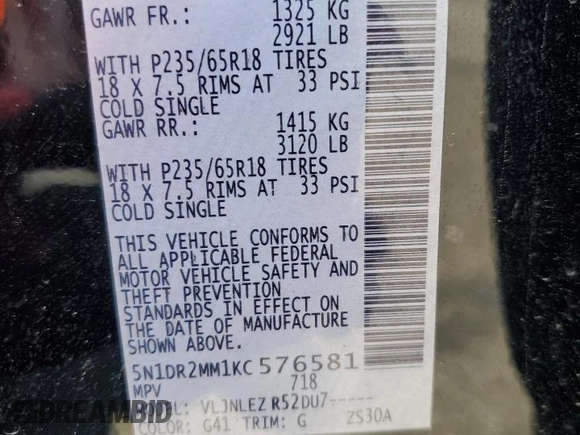 GAWR FR.: 1325 KG
2921 LB
WITH P235/65R18 TIRES
18 X 7.5 RIMS AT 33 PSI
COLD SINGLE
GAWR RR.: 1415 KG
3120 LB
WITH P235/65R18 TIRES
18 X 7.5 RIMS AT 33 PSI
COLD SINGLE
THIS VEHICLE CONFORMS TO
ALL APPLICABLE FEDERAL
MOTOR VEHICLE SAFETY AND
THEFT PREVENTION
STANDARDS IN EFFECT ON
THE DATE OF MANUFACTURE
SHOWN ABOVE.
5N1DR2MM1KC576581
MPV 718
VLJNLEZ R52DU7-----
COLOR: G41 TRIM: G ZS30A
DREAMBID